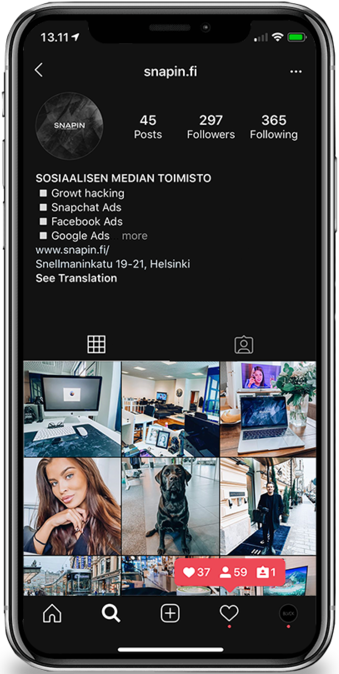 13.11
snapin.fi
SNAPIN
45
Posts
297
Followers
365
Following
SOSIAALISEN MEDIAN TOIMISTO
Growt hacking
Snapchat Ads
Facebook Ads
Google Ads more
www.snapin.fi/
Snellmaninkatu 19-21, Helsinki
See Translation
37 59 1